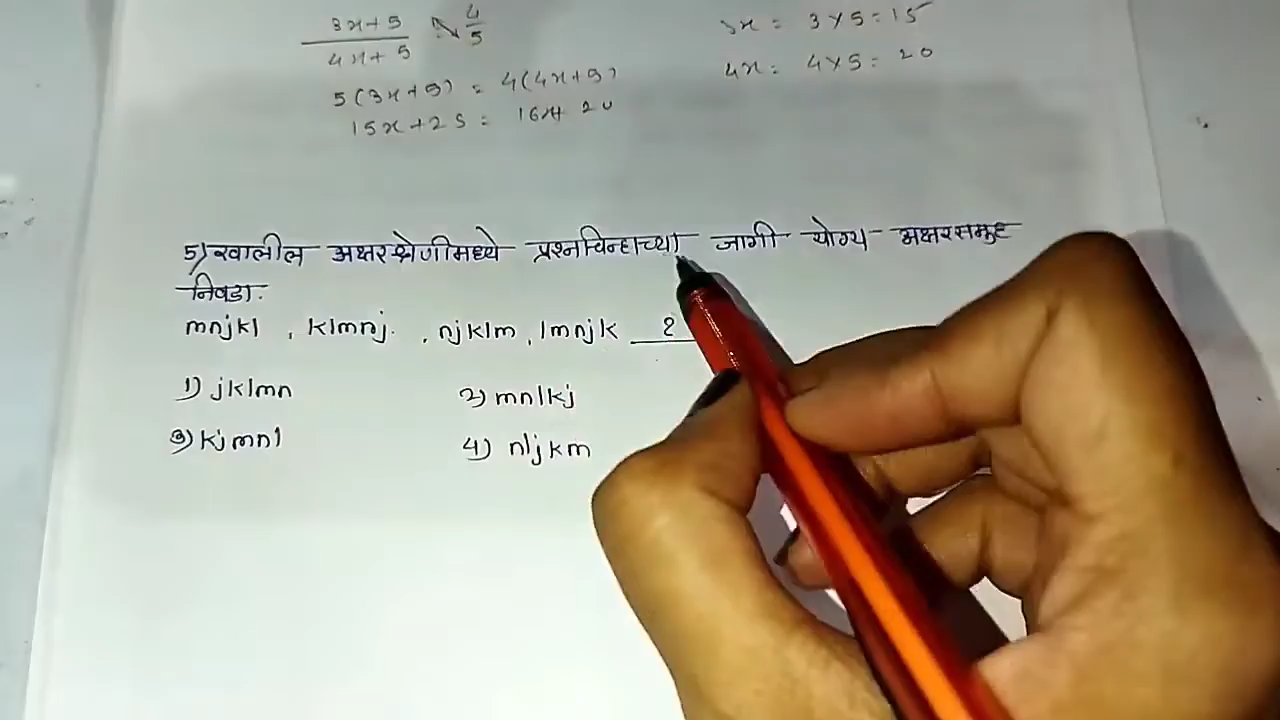 3x+5 4
4x+5 5
5(3x+5) = 4(4x+5)
15x+25 = 16x+20
3x = 3×5=15
4x = 4×5= 20
5) खालील अक्षरश्रेणीमध्ये प्रश्नचिन्हाच्या जागी योग्य अक्षरसमुह
निवडा.
mnjkl , klmnj. , njklm , lmnjk ?
1) jklmn 2) mnlkj
3) kjmnl 4) nljkm